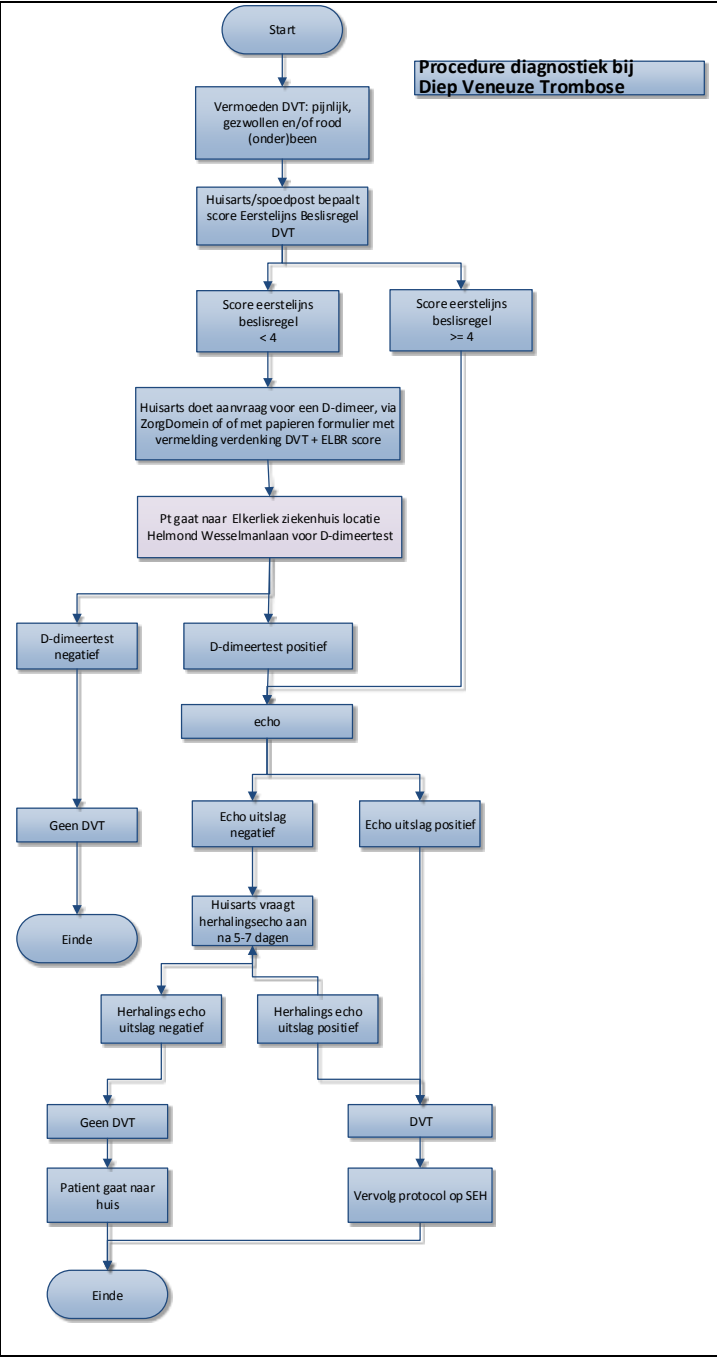 Start
Procedure diagnostiek bij
Diep Veneuze Trombose
Vermoeden DVT: pijnlijk,
gezwollen en/of rood
(onder)been
Huisarts/spoedpost bepaalt
score Eerstelijns Beslisregel
DVT
Score eerstelijns
beslisregel
< 4
Score eerstelijns
beslisregel
>= 4
Huisarts doet aanvraag voor een D-dimeer, via
ZorgDomein of of met papieren formulier met
vermelding verdenking DVT + ELBR score
Pt gaat naar Elkerliek ziekenhuis locatie
Helmond Wesselmanlaan voor D-dimeertest
D-dimeertest
negatief
D-dimeertest positief
echo
Echo uitslag
negatief
Echo uitslag positief
Geen DVT
Huisarts vraagt
herhalingsecho aan
na 5-7 dagen
Einde
Herhalings echo
uitslag negatief
Herhalings echo
uitslag positief
Geen DVT
DVT
Patient gaat naar
huis
Vervolg protocol op SEH
Einde